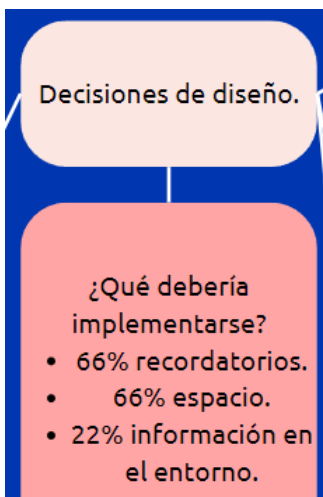 Decisiones de diseño.
¿Qué debería
implementarse?
• 66% recordatorios.
• 66% espacio.
• 22% información en
el entorno.